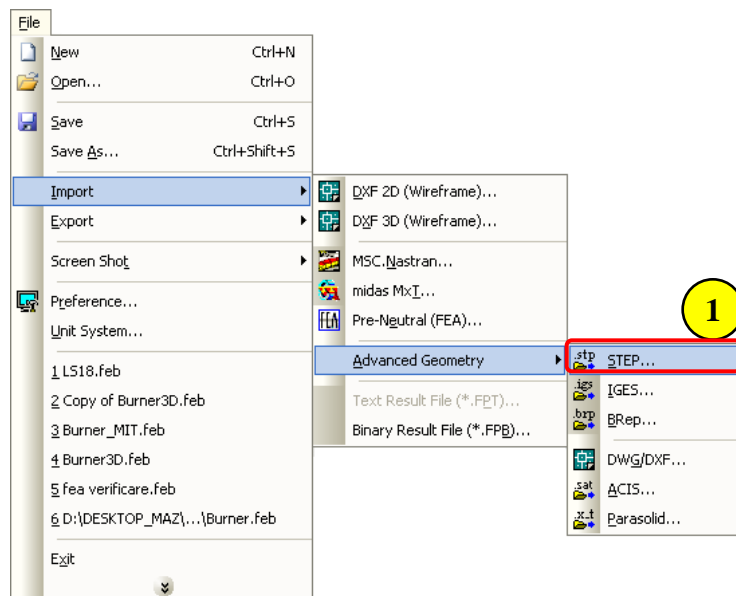 File
New Ctrl+N
Open... Ctrl+O
Save Ctrl+S
Save As... Ctrl+Shift+S
Import
Export
Screen Shot
Preference...
Unit System...
1 LS18.feb
2 Copy of Burner3D.feb
3 Burner_MIT.feb
4 Burner3D.feb
5 fea verificare.feb
6 D:\DESKTOP_MAZ\...\Burner.feb
Exit
DXF 2D (Wireframe)...
DXF 3D (Wireframe)...
MSC.Nastran...
midas MxT...
FEA Pre-Neutral (FEA)...
Advanced Geometry
Text Result File (*.FPT)...
Binary Result File (*.FPB)...
1
.stp STEP...
.igs IGES...
.brp BRep...
DWG/DXF...
.sat ACIS...
.x_t Parasolid...